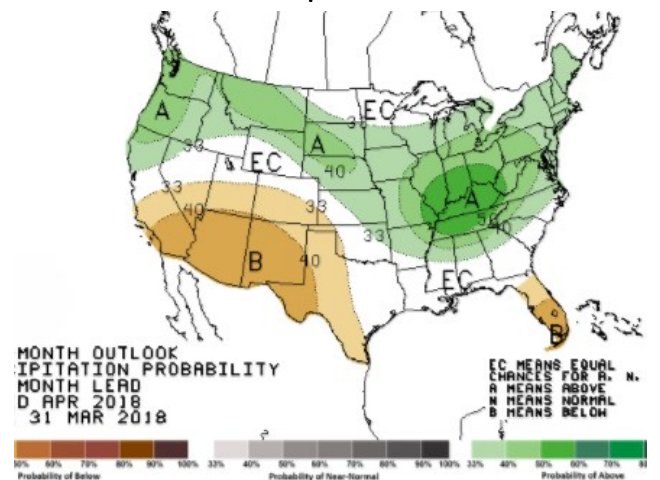 A
EC
33
A
EC
40
33
33
40
33
33
A
50
40
B
40
EC
B
MONTH OUTLOOK
IPITATION PROBABILITY
MONTH LEAD
D APR 2018
31 MAR 2018
EC MEANS EQUAL
CHANCES FOR A, N,
A MEANS ABOVE
N MEANS NORMAL
B MEANS BELOW
50% 60% 70% 80% 90% 100% 33% 40% 50% 60% 70% 80% 90% 100% 33% 40% 50% 60% 70%
Probability of Below Probability of Near-Normal Probability of Above